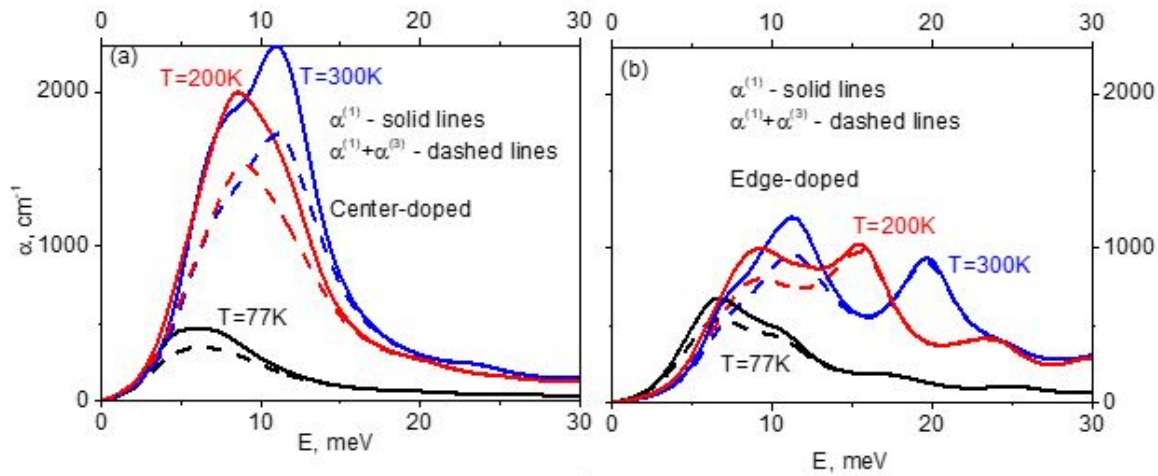 0 10 20 30
(a)
T=200K
T=300K
α(1) - solid lines
α(1)+α(3) - dashed lines
Center-doped
T=77K
2000
1000
0
α, cm-1
0 10 20 30
E, meV
0 10 20 30
(b)
α(1) - solid lines
α(1)+α(3) - dashed lines
Edge-doped
T=200K
T=300K
T=77K
2000
1000
0
0 10 20 30
E, meV